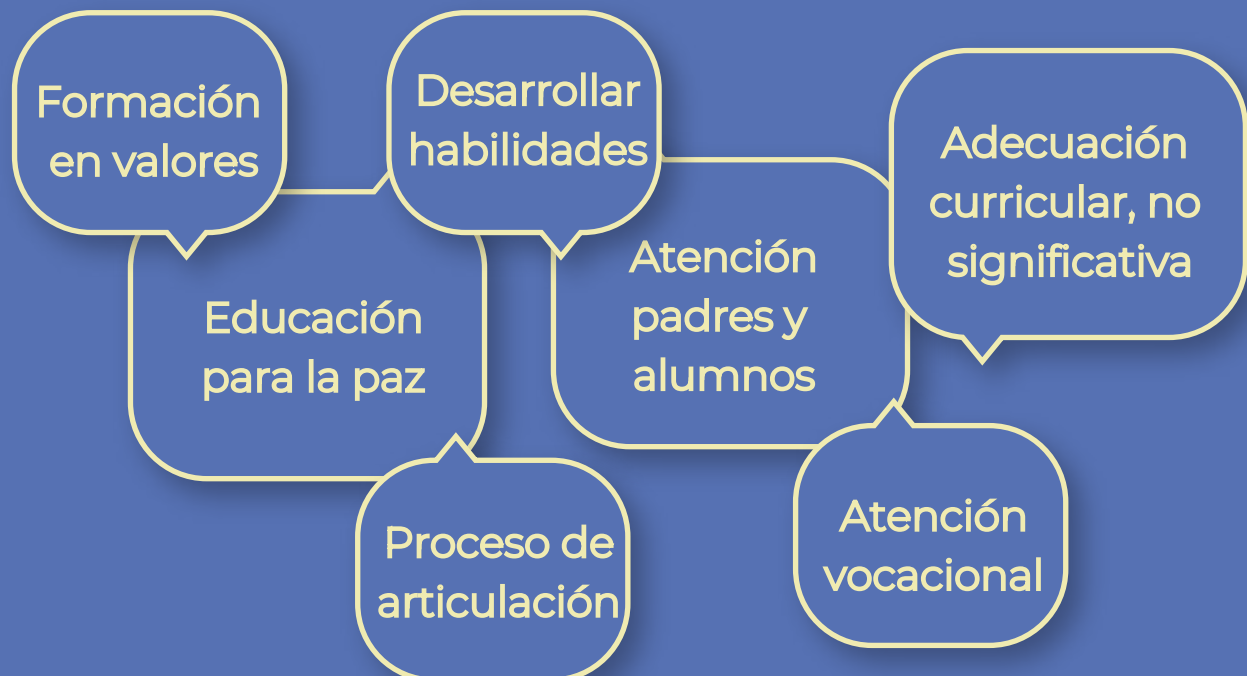 Formación
en valores
Desarrollar
habilidades
Adecuación
curricular, no
significativa
Educación
para la paz
Atención
padres y
alumnos
Proceso de
articulación
Atención
vocacional